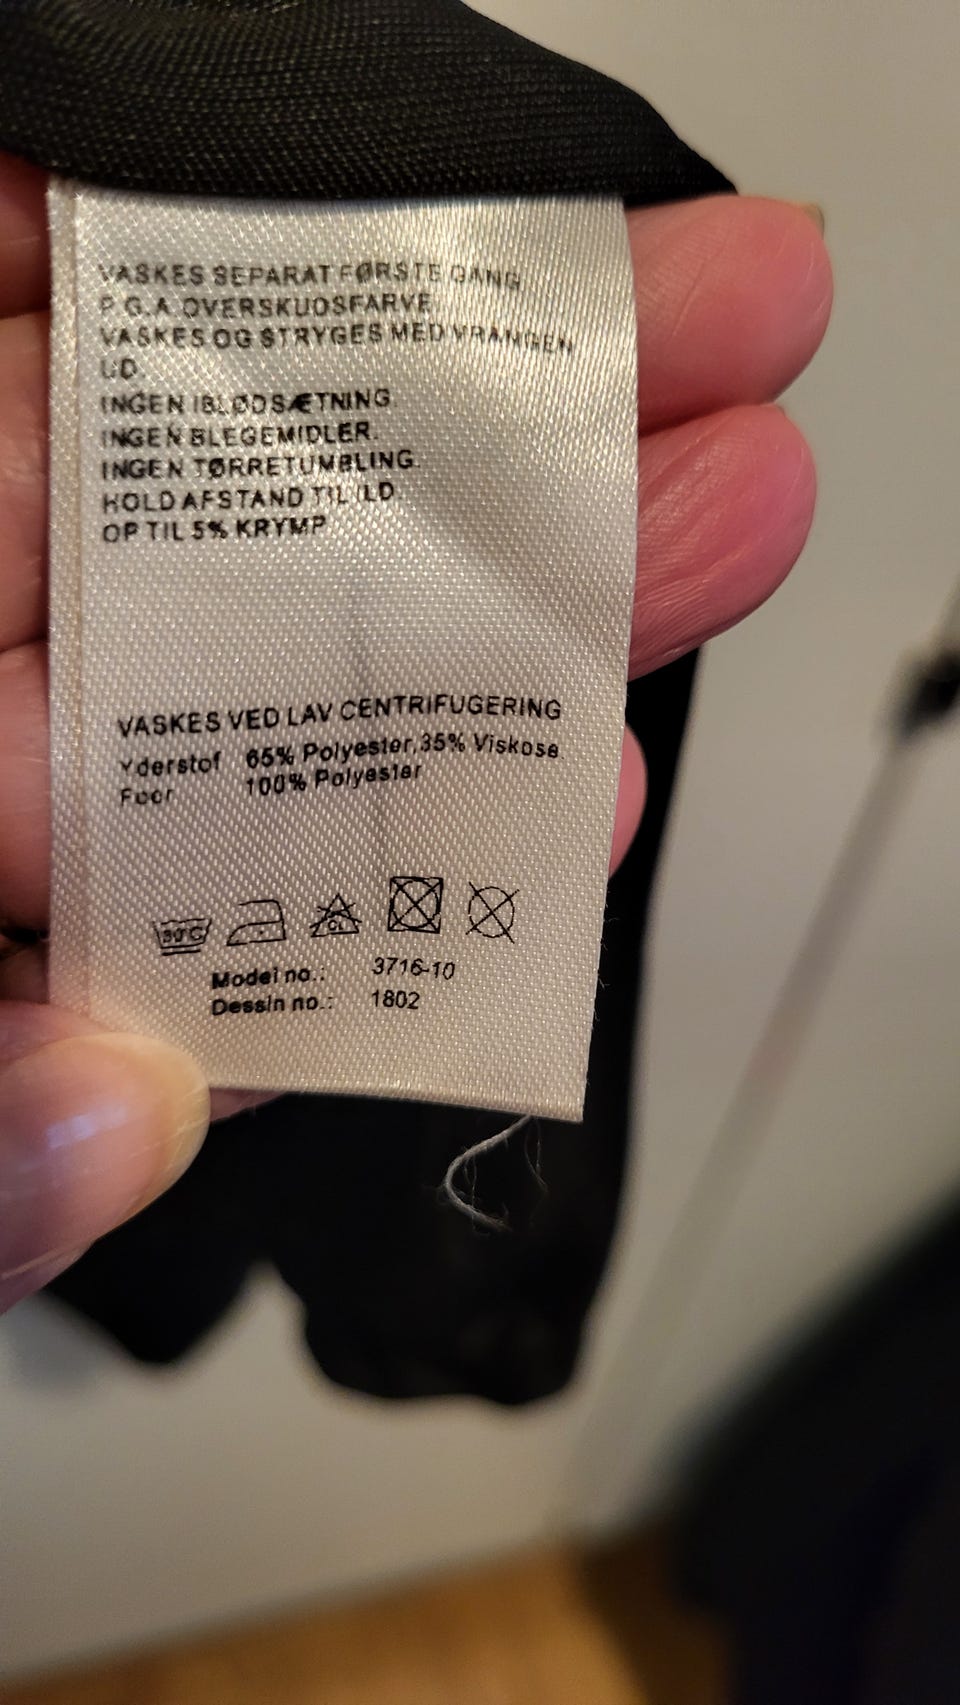 VASKES SEPARAT FØRSTE GANG
P.G.A OVERSKUDSFARVE.
VASKES OG STRYGES MED VRANGEN
UD.
INGEN IBLØDSÆTNING.
INGEN BLEGEMIDLER.
INGEN TØRRETUMBLING.
HOLD AFSTAND TIL ILD
OP TIL 5% KRYMP
VASKES VED LAV CENTRIFUGERING
Yderstof 65% Polyester,35% Viskose.
Foer 100% Polyester
30°C CL
Model no.: 3716-10
Dessin no.: 1802